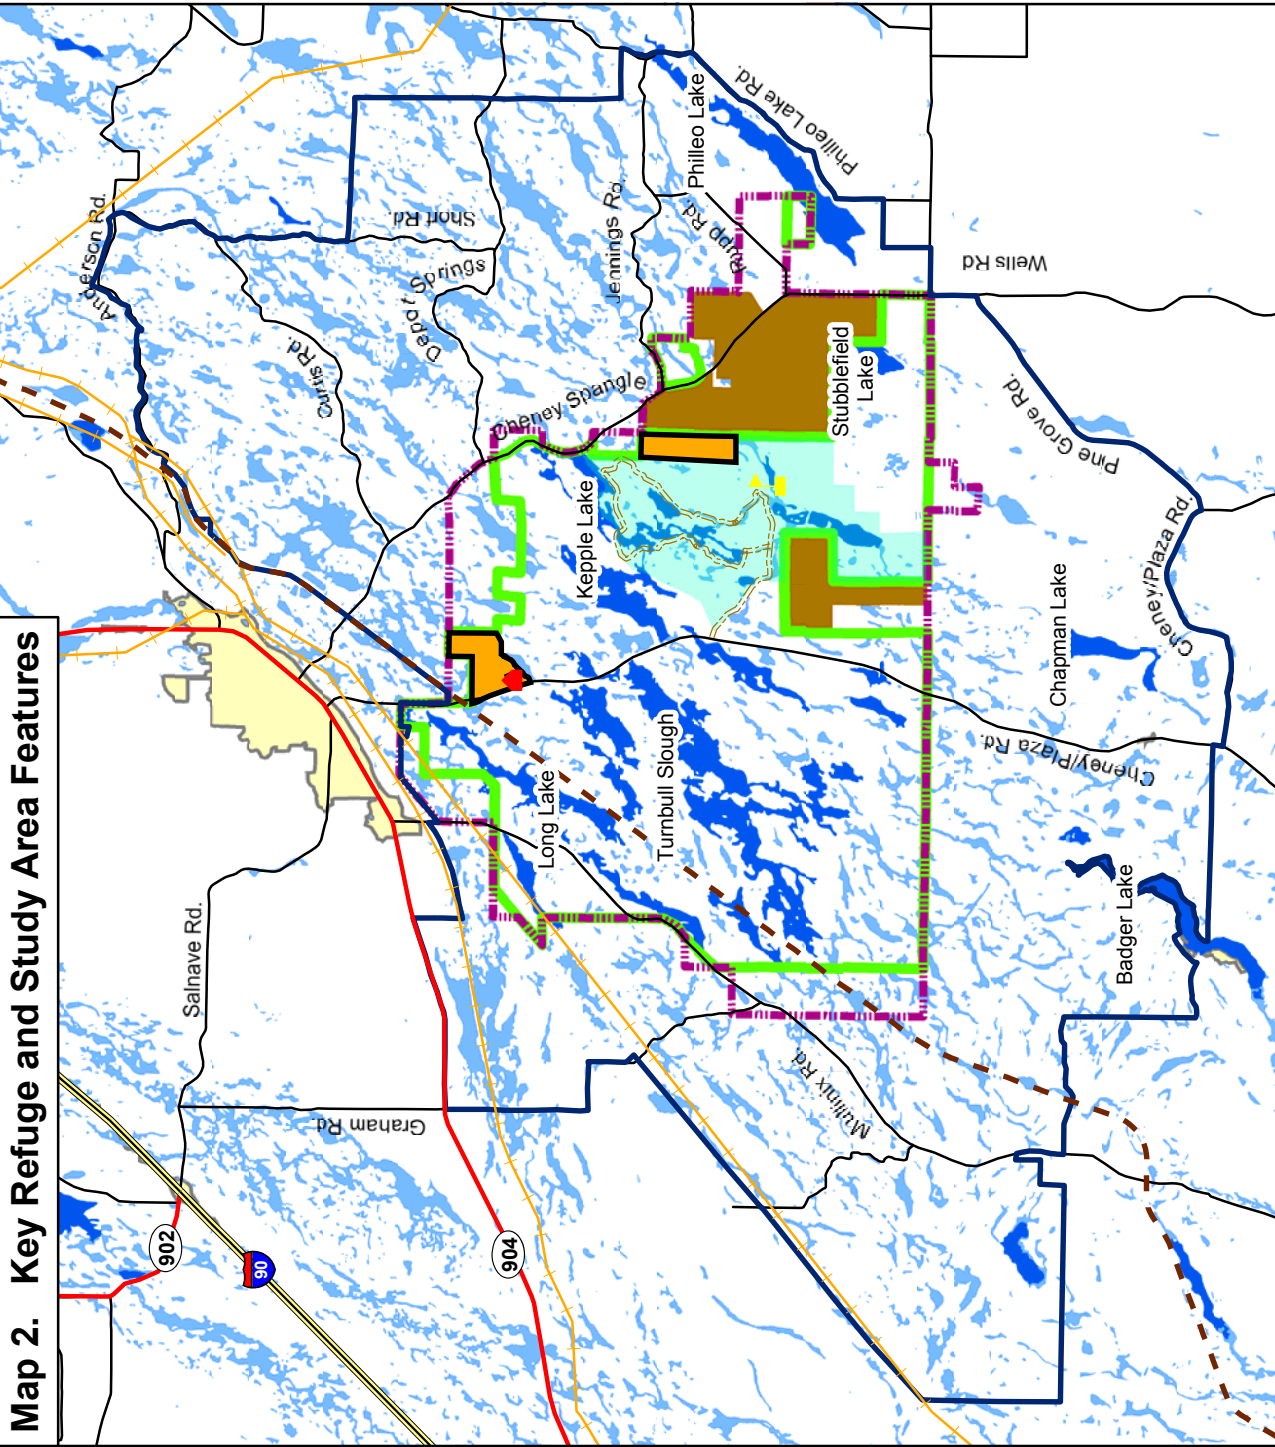 Map 2.   Key Refuge and Study Area Features
902
90
904
Salnave Rd.
Graham Rd.
Anderson Rd.
Curtis Rd.
Short Rd.
Depot Springs
Jennings Rd.
Cheney Spangle
Rupp Rd.
Philleo Lake
Philleo Lake Rd.
Wells Rd
Stubblefield
Lake
Kepple Lake
Long Lake
Turnbull Slough
Mullinix Rd.
Pine Grove Rd.
Cheney/Plaza Rd.
Chapman Lake
Cheney/Plaza Rd.
Badger Lake